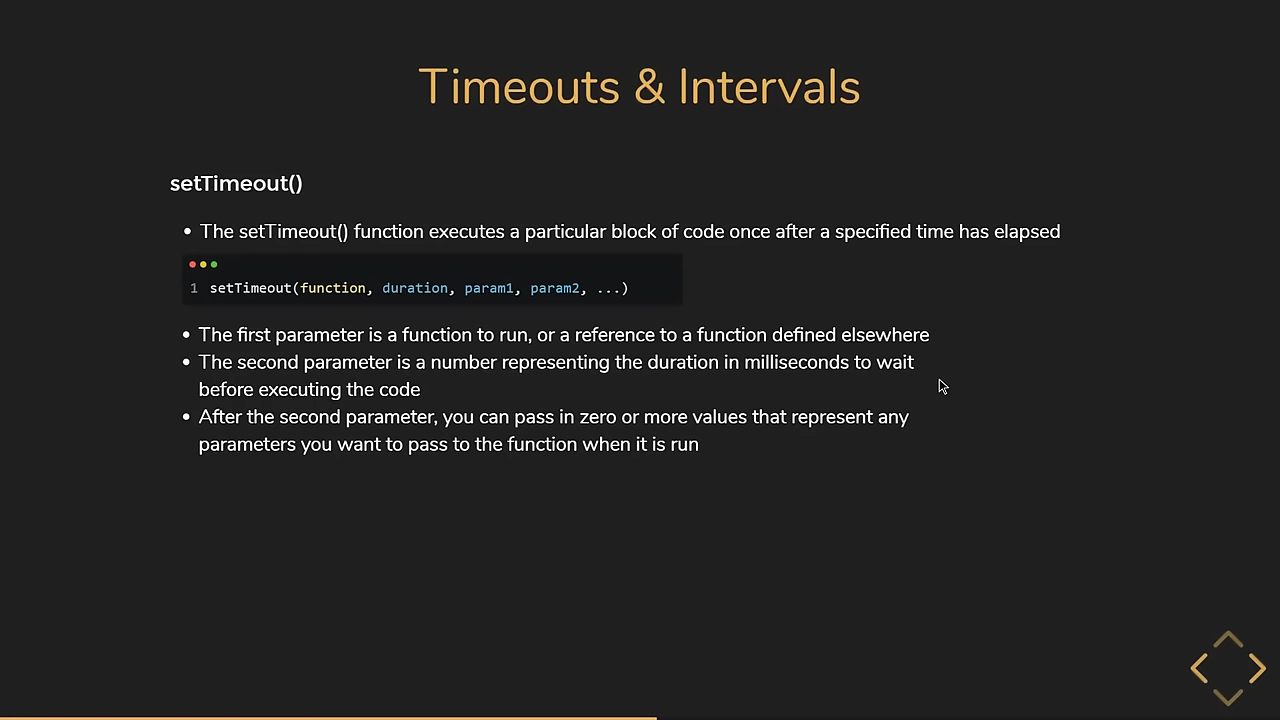 Timeouts & Intervals
setTimeout()
• The setTimeout() function executes a particular block of code once after a specified time has elapsed
1 setTimeout(function, duration, param1, param2, ...)
• The first parameter is a function to run, or a reference to a function defined elsewhere
• The second parameter is a number representing the duration in milliseconds to wait
before executing the code
• After the second parameter, you can pass in zero or more values that represent any
parameters you want to pass to the function when it is run